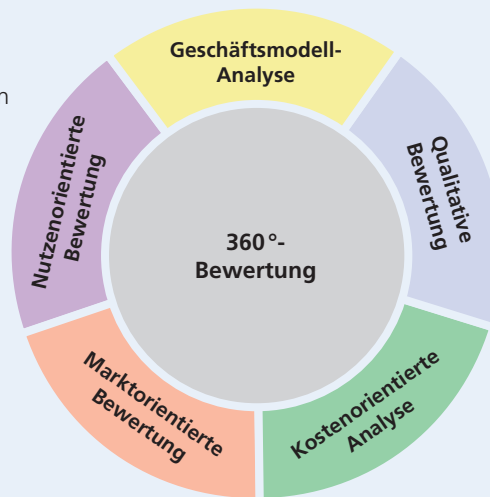 Geschäftsmodell-
Analyse
Qualitative
Bewertung
Kostenorientierte
Analyse
Marktorientierte
Bewertung
Nutzenorientierte
Bewertung
360°-
Bewertung